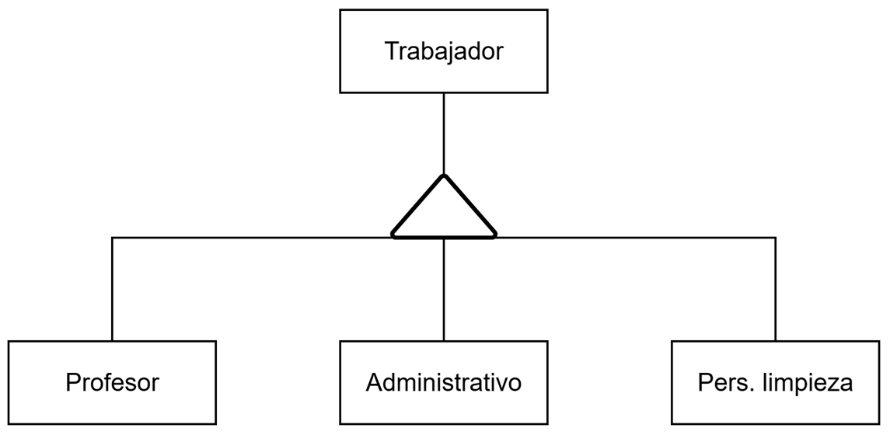 Trabajador
Profesor
Administrativo
Pers. limpieza